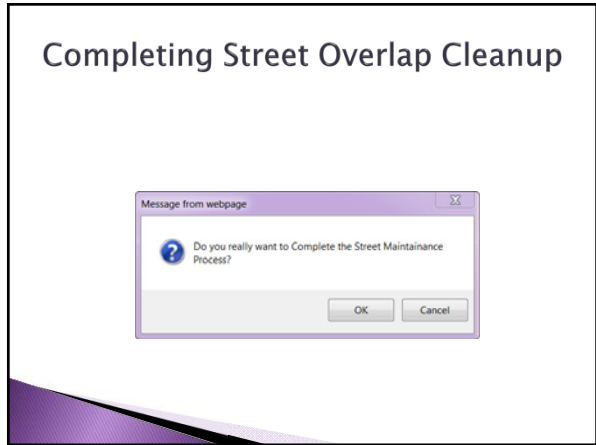 Completing Street Overlap Cleanup
Message from webpage
Do you really want to Complete the Street Maintainance
Process?
OK Cancel